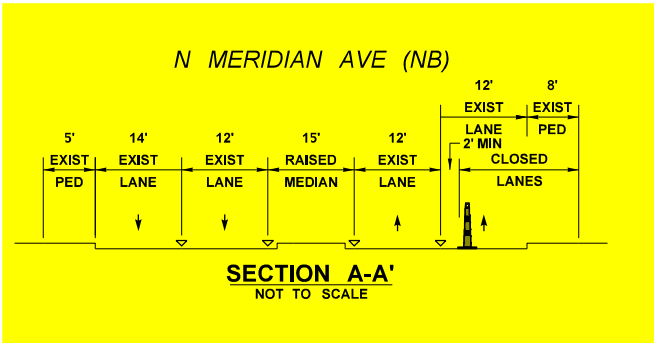 N MERIDIAN AVE (NB)
12' 8'
EXIST EXIST
LANE PED
5' 14' 12' 15' 12' 2' MIN
EXIST EXIST EXIST RAISED EXIST CLOSED
PED LANE LANE MEDIAN LANE LANES
SECTION A-A'
NOT TO SCALE